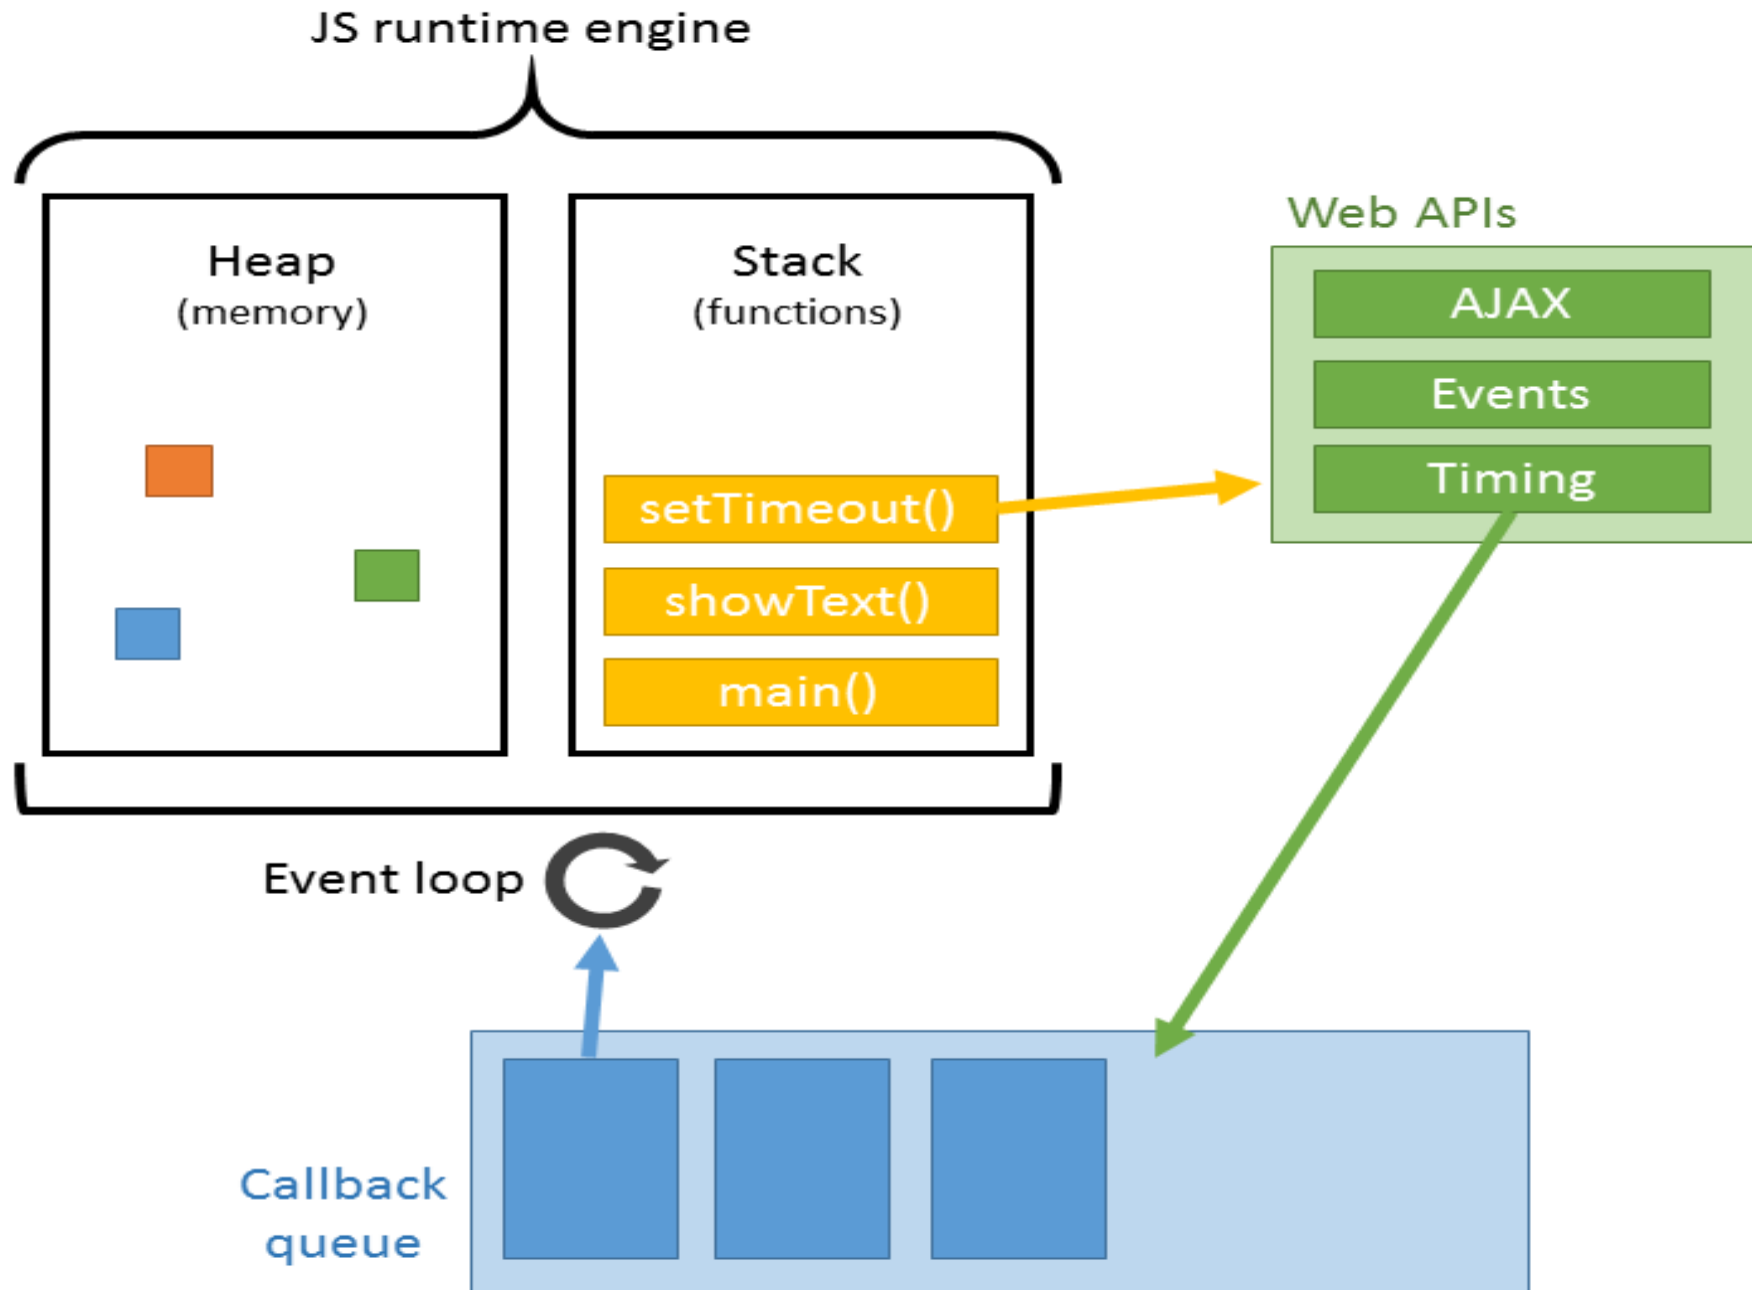 JS runtime engine
Heap
(memory)
Stack
(functions)
setTimeout()
showText()
main()
Web APIs
AJAX
Events
Timing
Event loop
Callback
queue